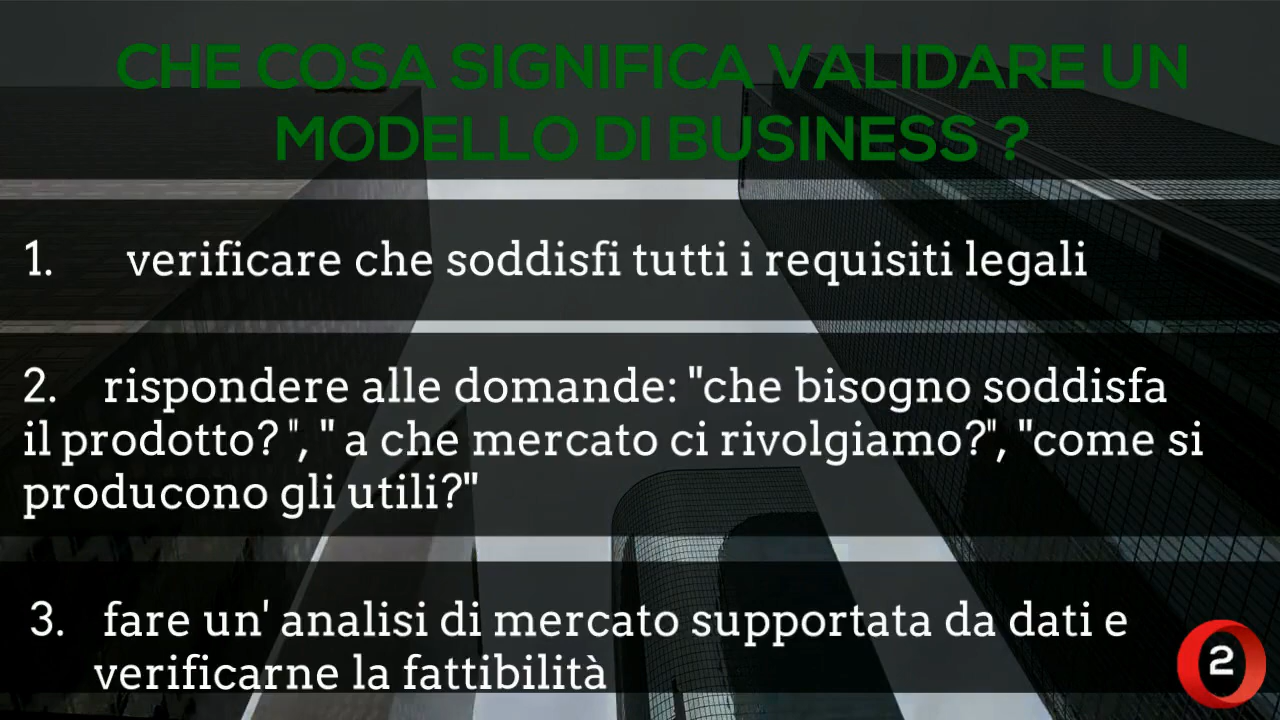 CHE COSA SIGNIFICA VALIDARE UN
MODELLO DI BUSINESS ?
1. verificare che soddisfi tutti i requisiti legali
2. rispondere alle domande: "che bisogno soddisfa
il prodotto? ", " a che mercato ci rivolgiamo?", "come si
producono gli utili?"
3. fare un' analisi di mercato supportata da dati e
verificarne la fattibilità
2